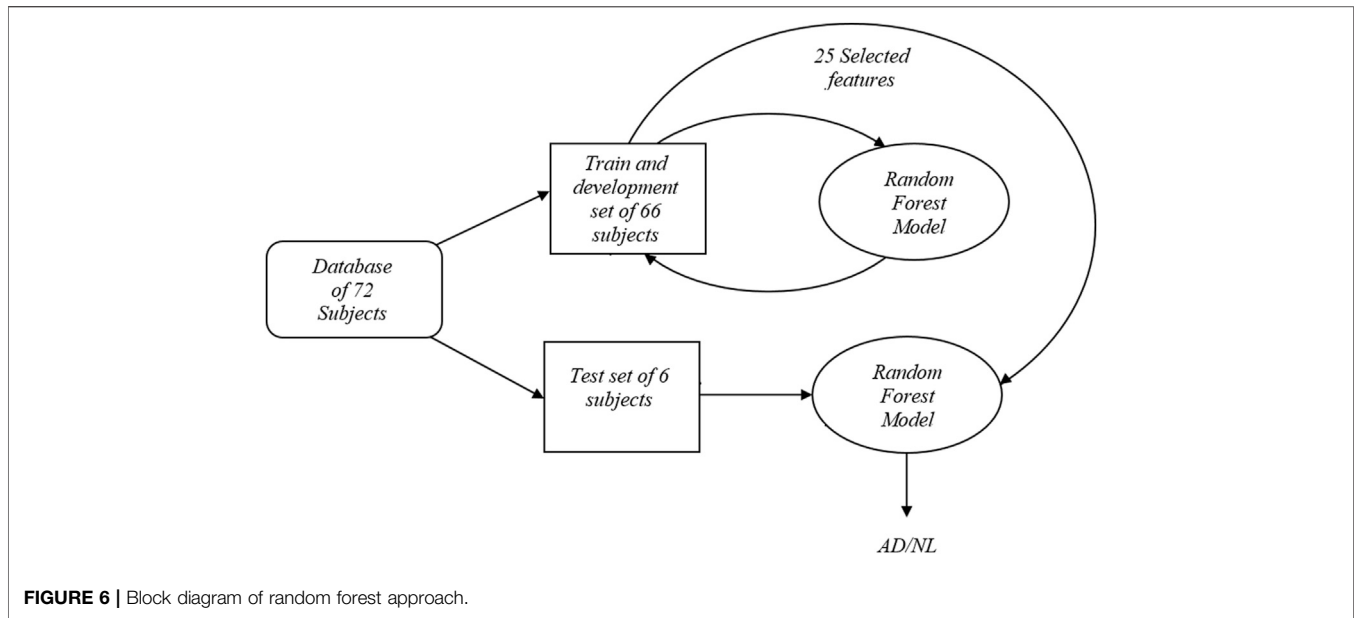 25 Selected
features
Train and
development
set of 66
subjects
Random
Forest
Model
Database
of 72
Subjects
Test set of 6
subjects
Random
Forest
Model
AD/NL
FIGURE 6 | Block diagram of random forest approach.